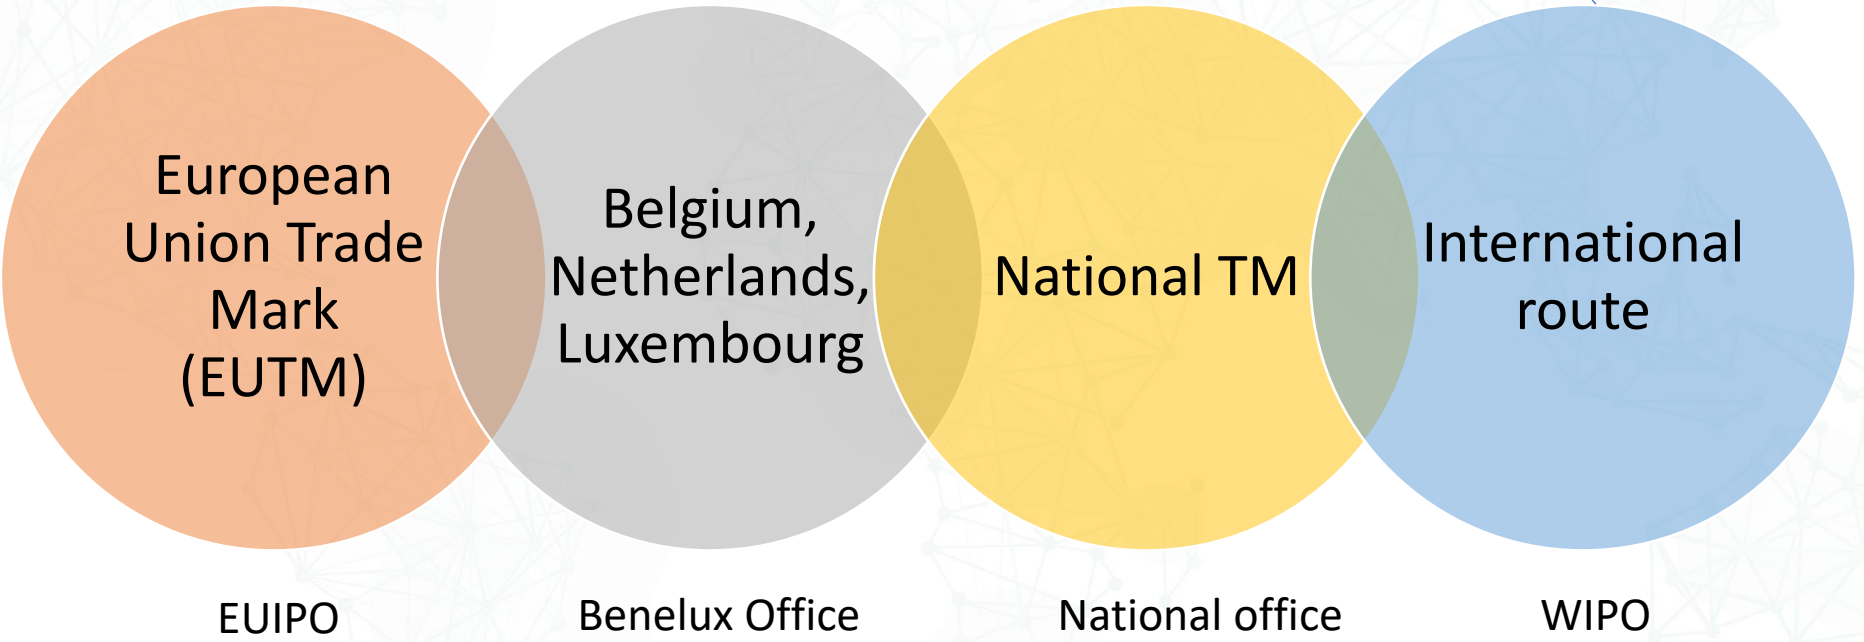 European
Union Trade
Mark
(EUTM)
Belgium,
Netherlands,
Luxembourg
National TM
International
route
EUIPO
Benelux Office
National office
WIPO